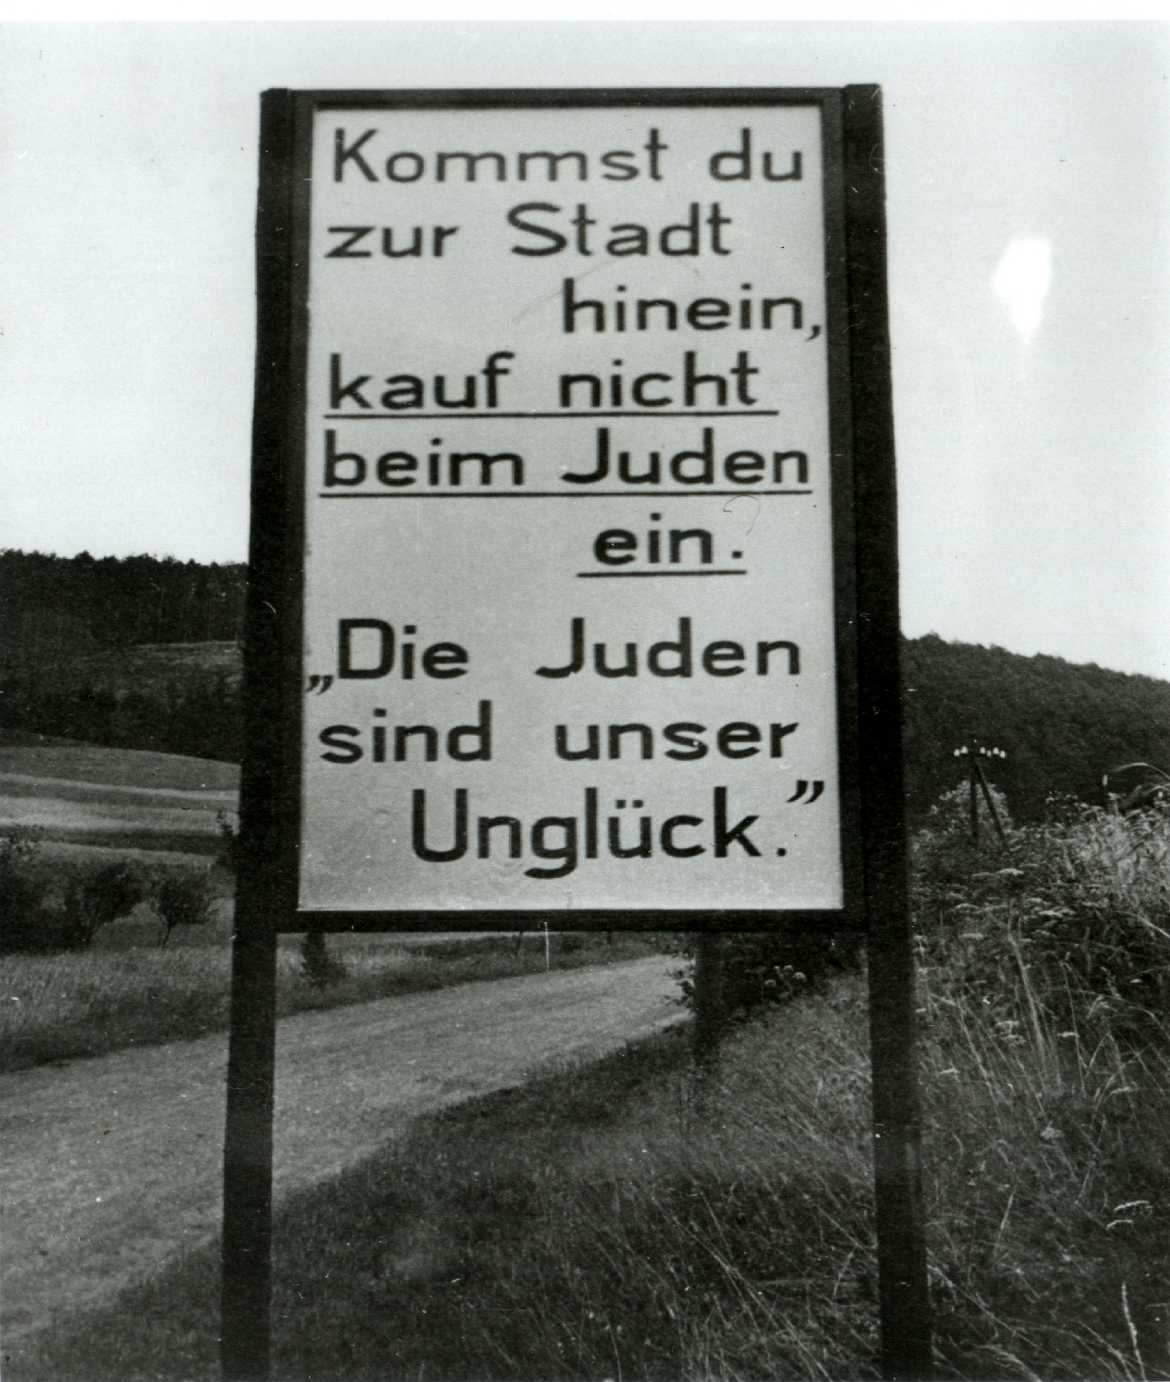 Kommst du
zur Stadt
hinein,
kauf nicht
beim Juden
ein.
„Die Juden
sind unser
Unglück.”